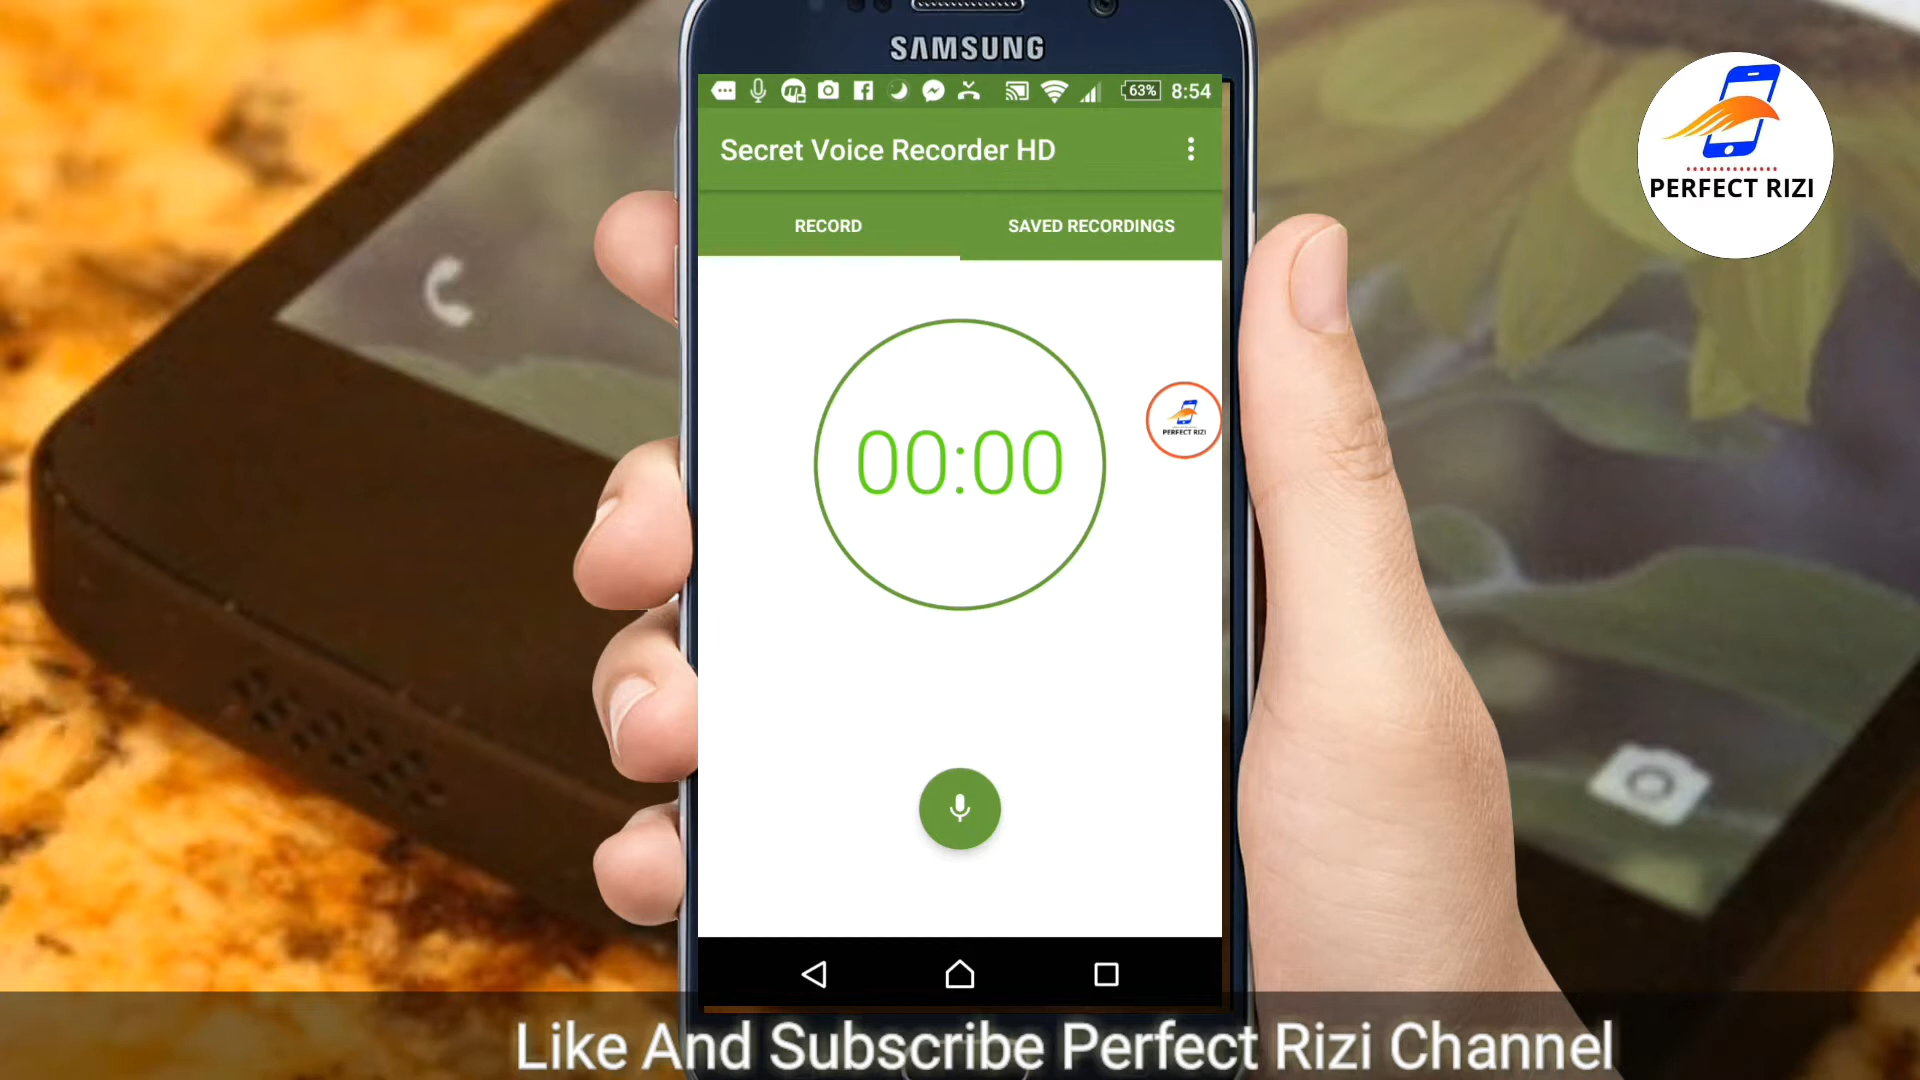 SAMSUNG
63% 8:54
Secret Voice Recorder HD
RECORD
SAVED RECORDINGS
00:00
PERFECT RIZI
PERFECT RIZI
Like And Subscribe Perfect Rizi Channel